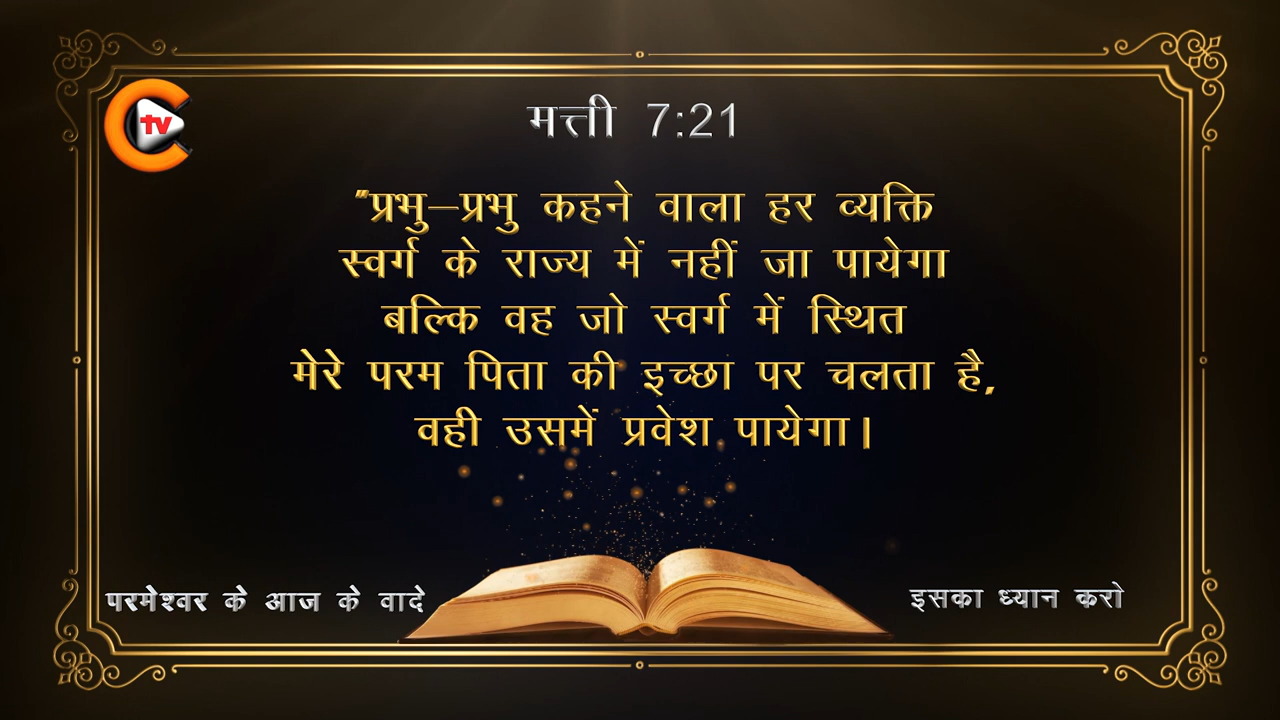 tv
मत्ती 7:21
"प्रभु–प्रभु कहने वाला हर व्यक्ति
स्वर्ग के राज्य में नहीं जा पायेगा
बल्कि वह जो स्वर्ग में स्थित
मेरे परम पिता की इच्छा पर चलता है,
वही उसमें प्रवेश पायेगा।
परमेश्वर के आज के वादे
इसका ध्यान करो